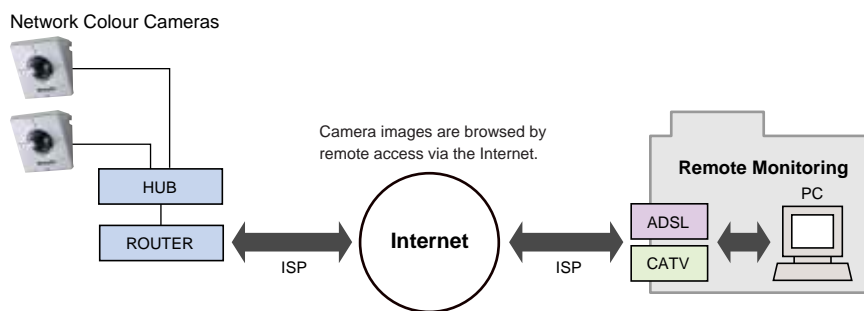 Network Colour Cameras
Camera images are browsed by
remote access via the Internet.
Remote Monitoring
PC
HUB
ROUTER
ISP
Internet
ISP
ADSL
CATV